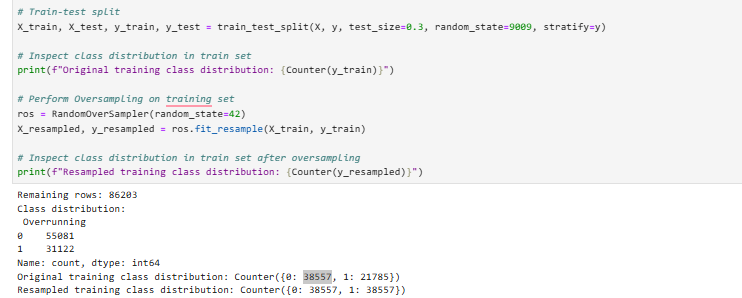 # Train-test split
X_train, X_test, y_train, y_test = train_test_split(X, y, test_size=0.3, random_state=9009, stratify=y)
# Inspect class distribution in train set
print(f"Original training class distribution: {Counter(y_train)}")
# Perform Oversampling on training set
ros = RandomOverSampler(random_state=42)
X_resampled, y_resampled = ros.fit_resample(X_train, y_train)
# Inspect class distribution in train set after oversampling
print(f"Resampled training class distribution: {Counter(y_resampled)}")
Remaining rows: 86203
Class distribution:
Overrunning
0    55081
1    31122
Name: count, dtype: int64
Original training class distribution: Counter({0: 38557, 1: 21785})
Resampled training class distribution: Counter({0: 38557, 1: 38557})